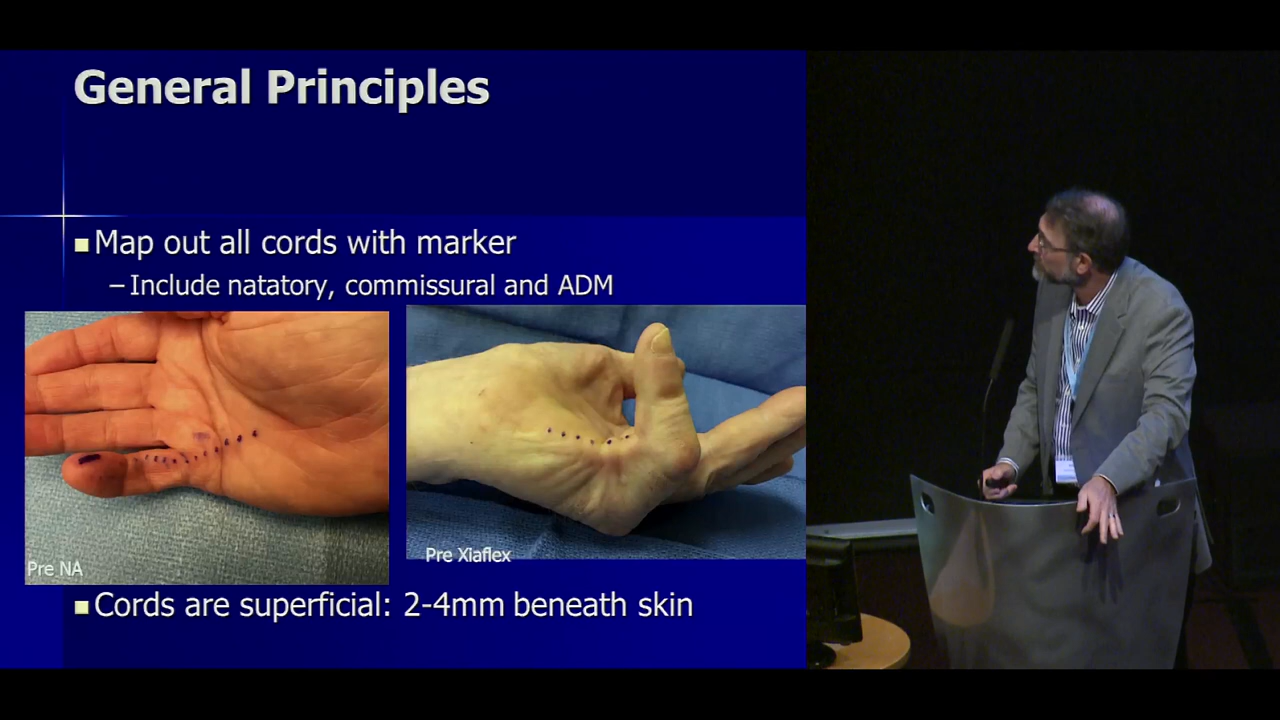 General Principles
Map out all cords with marker
– Include natatory, commissural and ADM
Pre NA
Pre Xiaflex
Cords are superficial: 2-4mm beneath skin